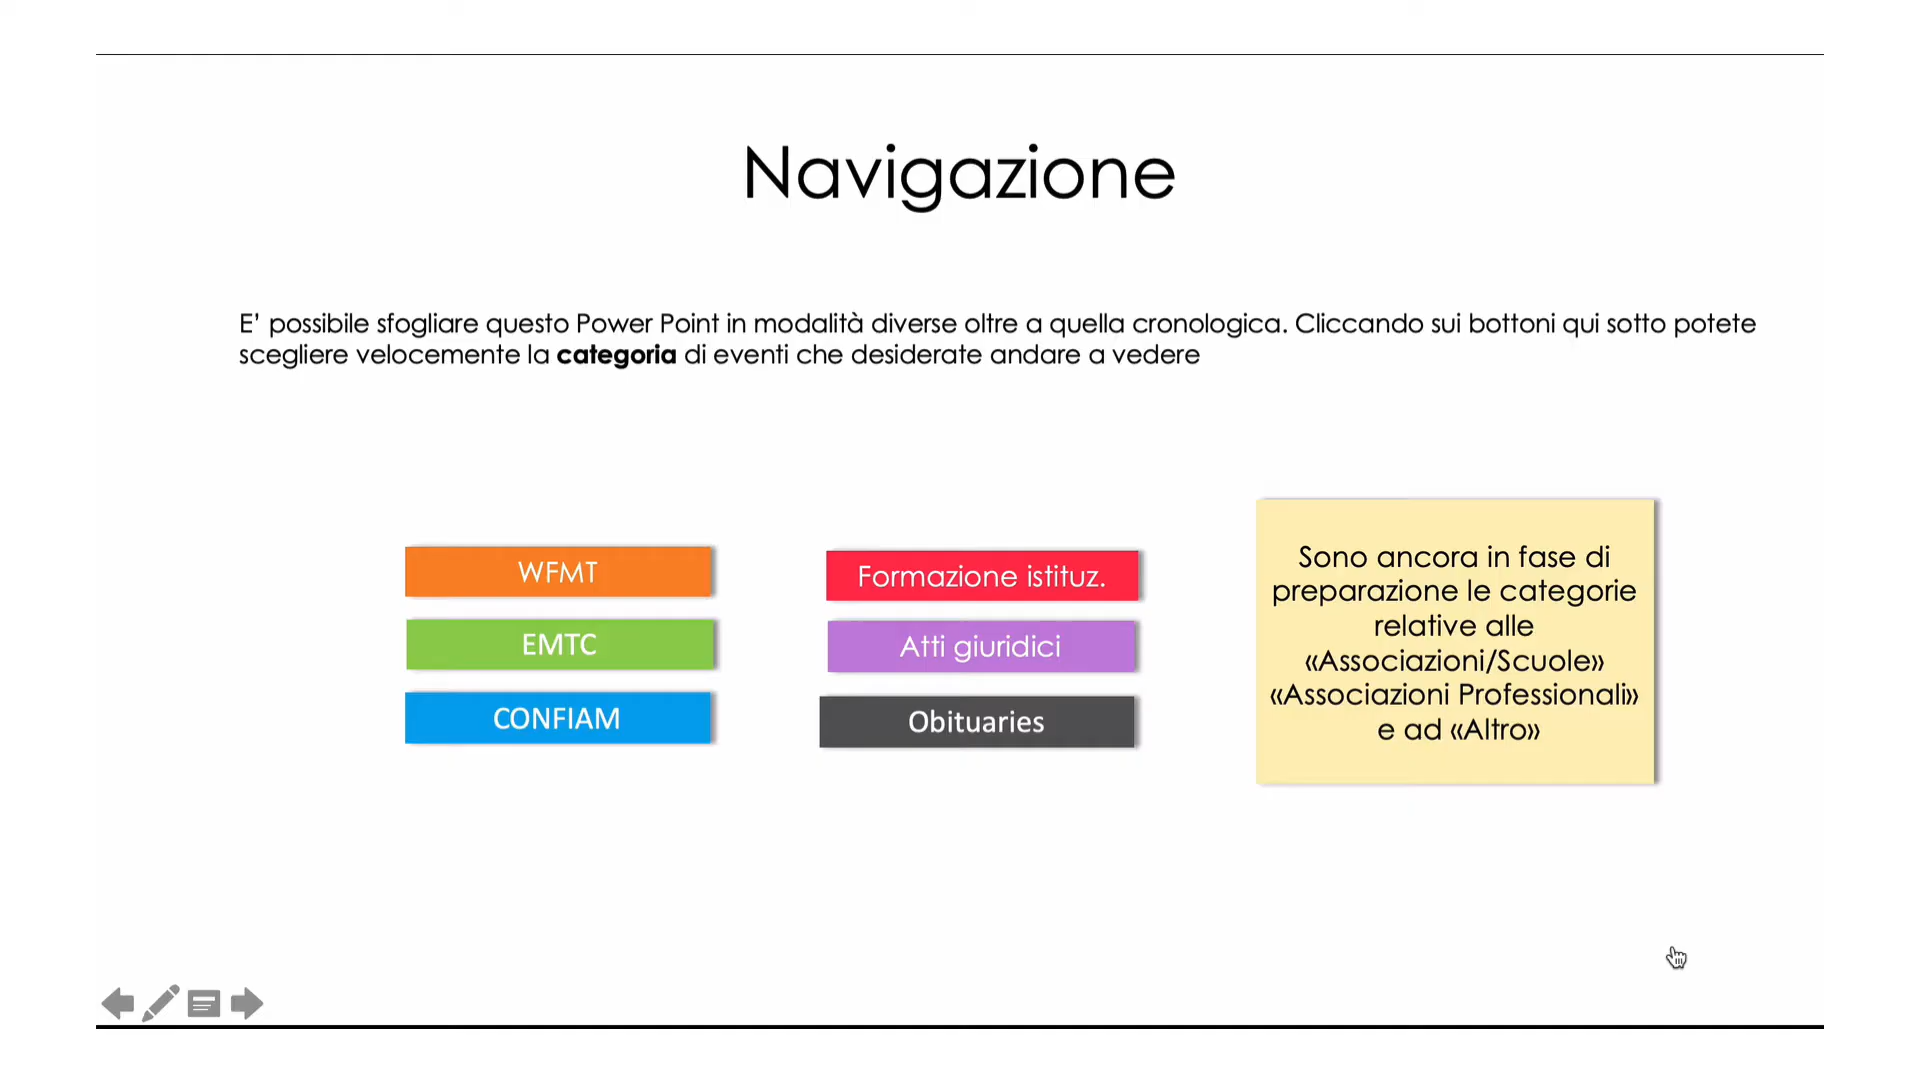 Navigazione
E’ possibile sfogliare questo Power Point in modalità diverse oltre a quella cronologica. Cliccando sui bottoni qui sotto potete
scegliere velocemente la categoria di eventi che desiderate andare a vedere
WFMT
EMTC
CONFIAM
Formazione istituz.
Atti giuridici
Obituaries
Sono ancora in fase di
preparazione le categorie
relative alle
«Associazioni/Scuole»
«Associazioni Professionali»
e ad «Altro»